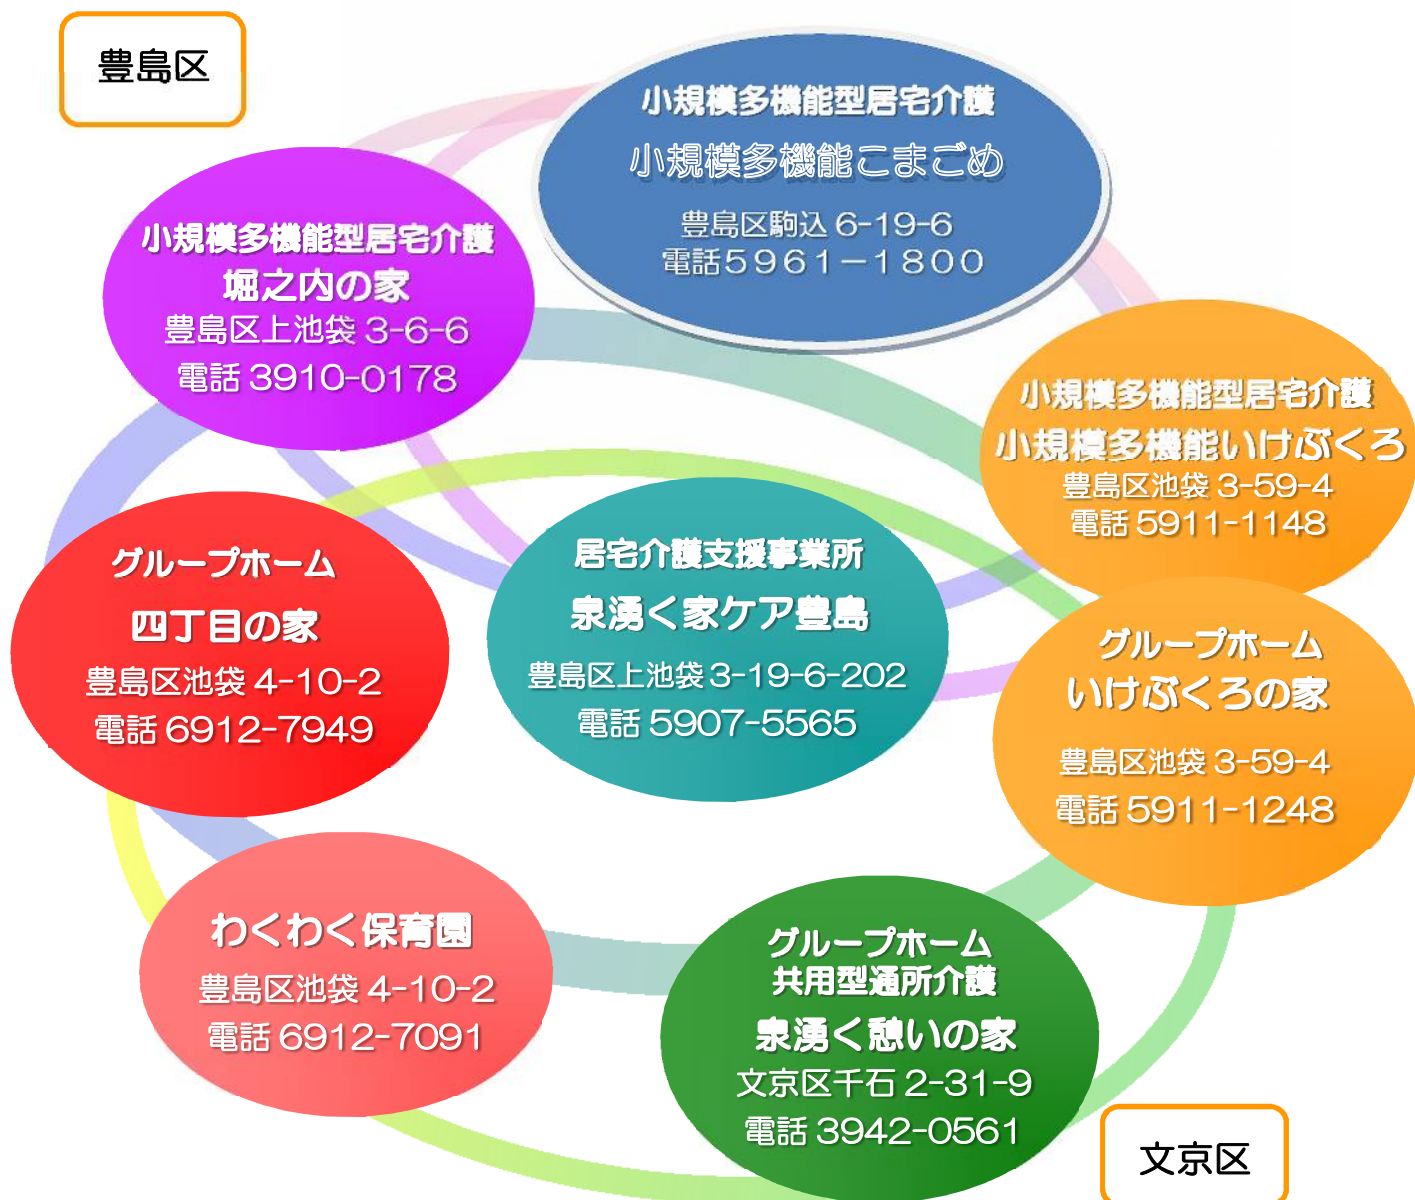 豊島区
小規模多機能型居宅介護
小規模多機能こまごめ
豊島区駒込 6-19-6
電話5961－1800
小規模多機能型居宅介護
堀之内の家
豊島区上池袋 3-6-6
電話 3910-0178
小規模多機能型居宅介護
小規模多機能いけぶくろ
豊島区池袋 3-59-4
電話 5911-1148
グループホーム
四丁目の家
豊島区池袋 4-10-2
電話 6912-7949
居宅介護支援事業所
泉湧く家ケア豊島
豊島区上池袋 3-19-6-202
電話 5907-5565
グループホーム
いけぶくろの家
豊島区池袋 3-59-4
電話 5911-1248
わくわく保育園
豊島区池袋 4-10-2
電話 6912-7091
グループホーム
共用型通所介護
泉湧く憩いの家
文京区千石 2-31-9
電話 3942-0561
文京区